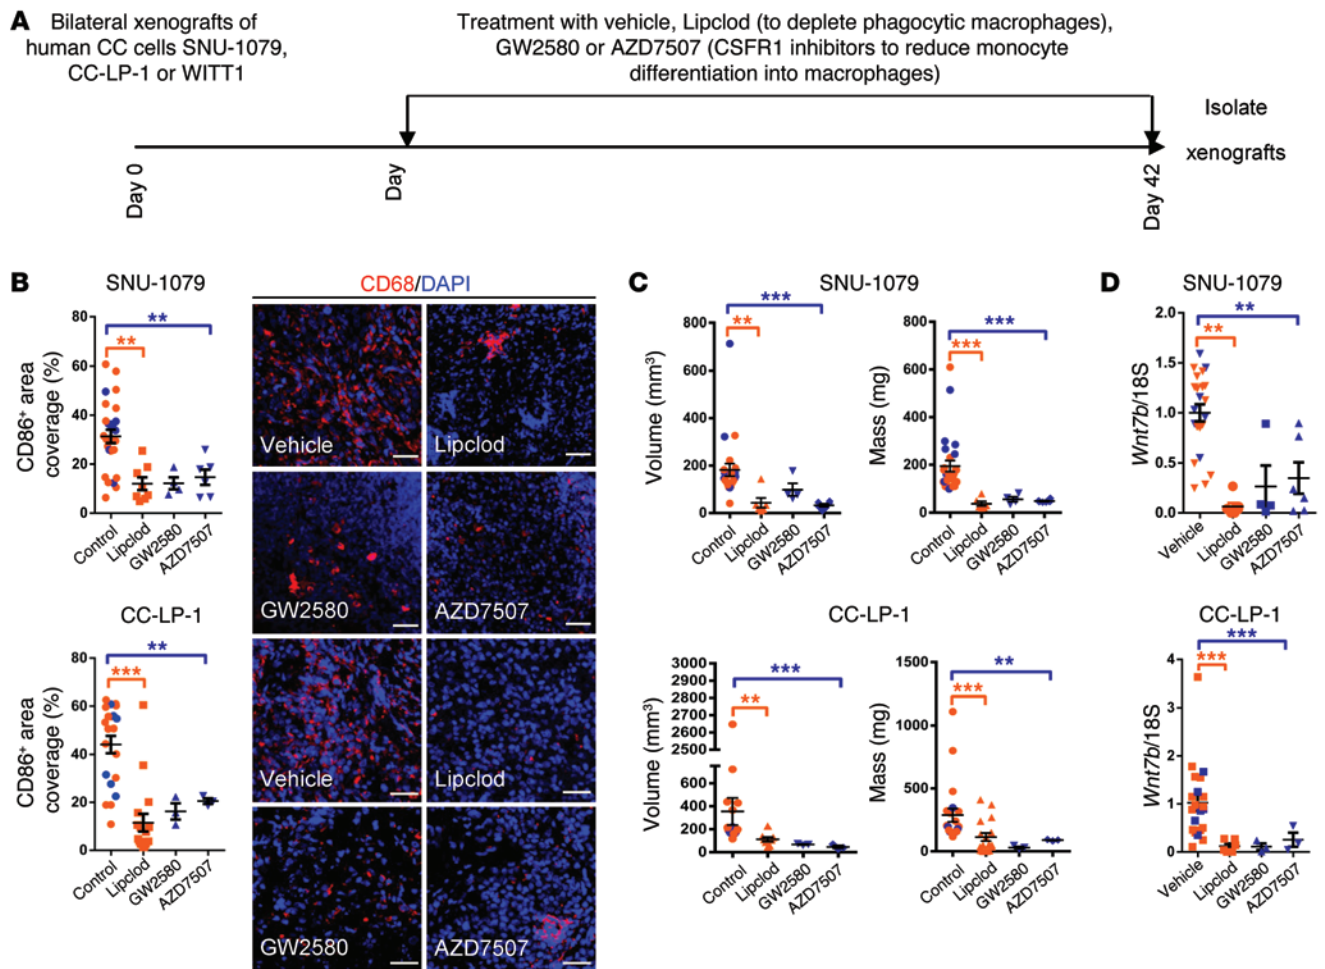 A
Bilateral xenografts of
human CC cells SNU-1079,
CC-LP-1 or WITT1
Treatment with vehicle, Lipclod (to deplete phagocytic macrophages),
GW2580 or AZD7507 (CSFR1 inhibitors to reduce monocyte
differentiation into macrophages)
Isolate
xenografts
Day 0
Day
Day 42
B
SNU-1079
CD86⁺ area
coverage (%)
80
60
40
20
0
**
**
Control
Lipclod
GW2580
AZD7507
CC-LP-1
CD86⁺ area
coverage (%)
80
60
40
20
0
***
**
Control
Lipclod
GW2580
AZD7507
CD68/DAPI
Vehicle
Lipclod
GW2580
AZD7507
Vehicle
Lipclod
GW2580
AZD7507
C
SNU-1079
Volume (mm³)
800
600
400
200
0
***
**
Control
Lipclod
GW2580
AZD7507
Mass (mg)
800
600
400
200
0
***
***
Control
Lipclod
GW2580
AZD7507
CC-LP-1
Volume (mm³)
3000
2900
2800
2700
2600
2500
600
400
200
0
***
**
Control
Lipclod
GW2580
AZD7507
Mass (mg)
1500
1000
500
0
**
***
Control
Lipclod
GW2580
AZD7507
D
SNU-1079
Wnt7b/18S
2.0
1.5
1.0
0.5
0.0
**
**
Vehicle
Lipclod
GW2580
AZD7507
CC-LP-1
Wnt7b/18S
4
3
2
1
0
***
***
Vehicle
Lipclod
GW2580
AZD7507